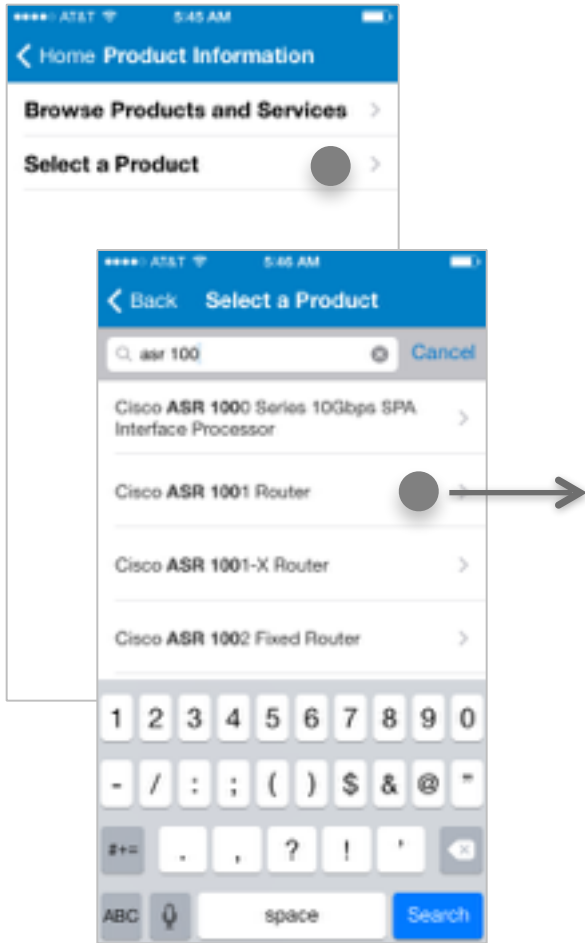 AT&T 5:45 AM
Home Product Information
Browse Products and Services
Select a Product
AT&T 5:46 AM
Back Select a Product
asr 100 Cancel
Cisco ASR 1000 Series 10Gbps SPA
Interface Processor
Cisco ASR 1001 Router
Cisco ASR 1001-X Router
Cisco ASR 1002 Fixed Router
1 2 3 4 5 6 7 8 9 0
- / : ; ( ) $ & @ "
#+= . , ? ! '
ABC space Search